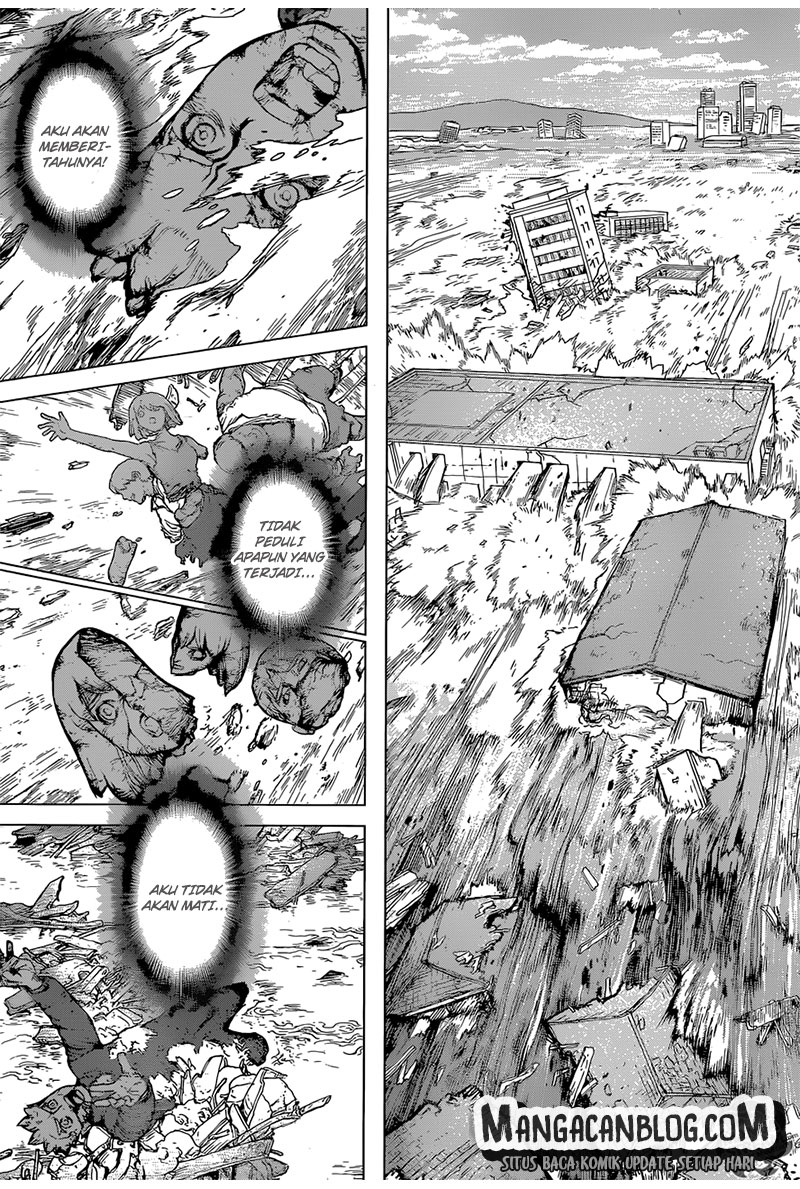 AKU AKAN
MEMBERI-
TAHUNYA!
TIDAK
PEDULI
APAPUN YANG
TERJADI...
AKU TIDAK
AKAN MATI...
MANGACANBLOG.COM
SITUS BACA KOMIK UPDATE SETIAP HARI